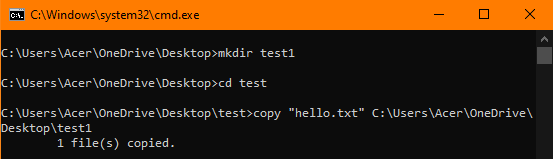 C:\Windows\system32\cmd.exe
C:\Users\Acer\OneDrive\Desktop>mkdir test1
C:\Users\Acer\OneDrive\Desktop>cd test
C:\Users\Acer\OneDrive\Desktop\test>copy "hello.txt" C:\Users\Acer\OneDrive\
Desktop\test1
        1 file(s) copied.